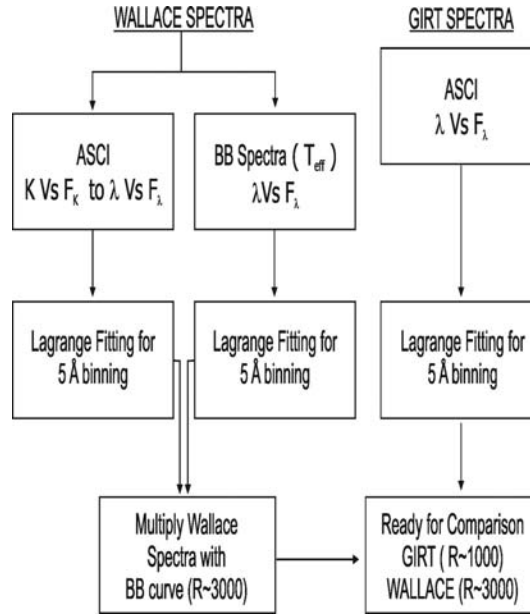 WALLACE SPECTRA
GIRT SPECTRA
ASCI
K Vs F_K to λ Vs F_λ
BB Spectra ( T_eff )
λVs F_λ
ASCI
λ Vs F_λ
Lagrange Fitting for
5 Å binning
Lagrange Fitting for
5 Å binning
Lagrange Fitting for
5 Å binning
Multiply Wallace
Spectra with
BB curve (R~3000)
Ready for Comparison
GIRT ( R~1000)
WALLACE (R~3000)